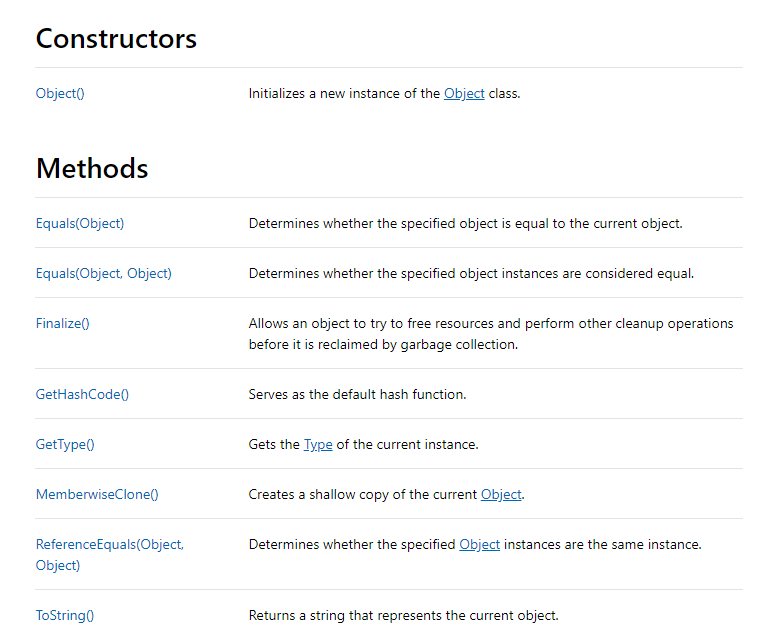 Constructors
Object() Initializes a new instance of the Object class.
Methods
Equals(Object) Determines whether the specified object is equal to the current object.
Equals(Object, Object) Determines whether the specified object instances are considered equal.
Finalize() Allows an object to try to free resources and perform other cleanup operations
before it is reclaimed by garbage collection.
GetHashCode() Serves as the default hash function.
GetType() Gets the Type of the current instance.
MemberwiseClone() Creates a shallow copy of the current Object.
ReferenceEquals(Object, Determines whether the specified Object instances are the same instance.
Object)
ToString() Returns a string that represents the current object.